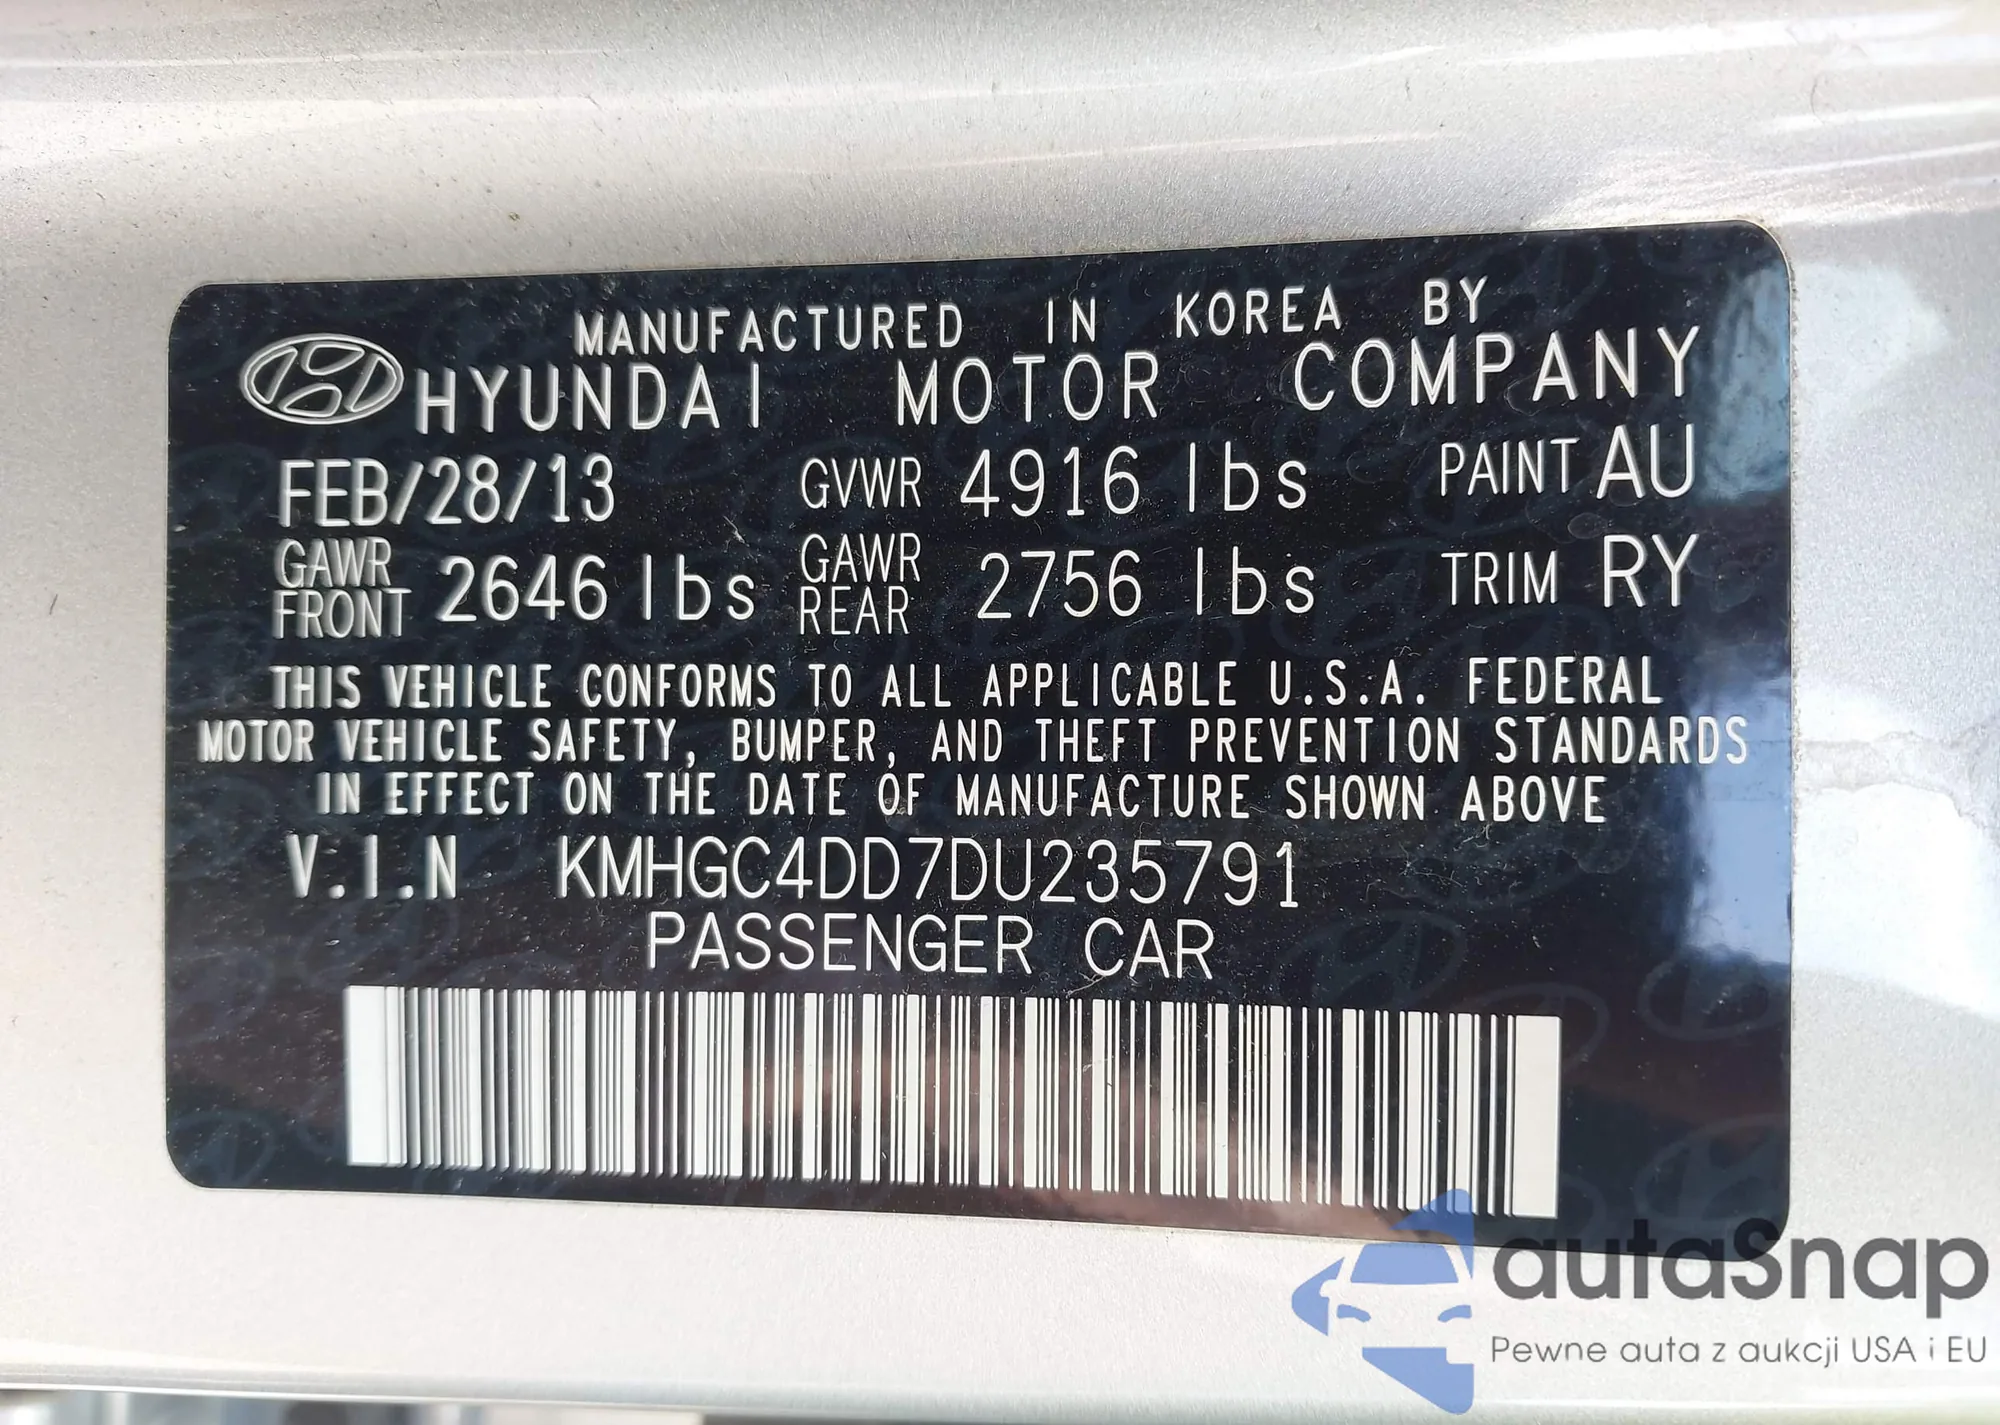 MANUFACTURED IN KOREA BY
HYUNDAI MOTOR COMPANY
FEB/28/13 GVWR 4916 lbs PAINT AU
GAWR FRONT 2646 lbs GAWR REAR 2756 lbs TRIM RY
THIS VEHICLE CONFORMS TO ALL APPLICABLE U.S.A. FEDERAL
MOTOR VEHICLE SAFETY, BUMPER, AND THEFT PREVENTION STANDARDS
IN EFFECT ON THE DATE OF MANUFACTURE SHOWN ABOVE
V.I.N KMHGC4DD7DU235791
PASSENGER CAR
autaSnap
Pewne auta z aukcji USA i EU